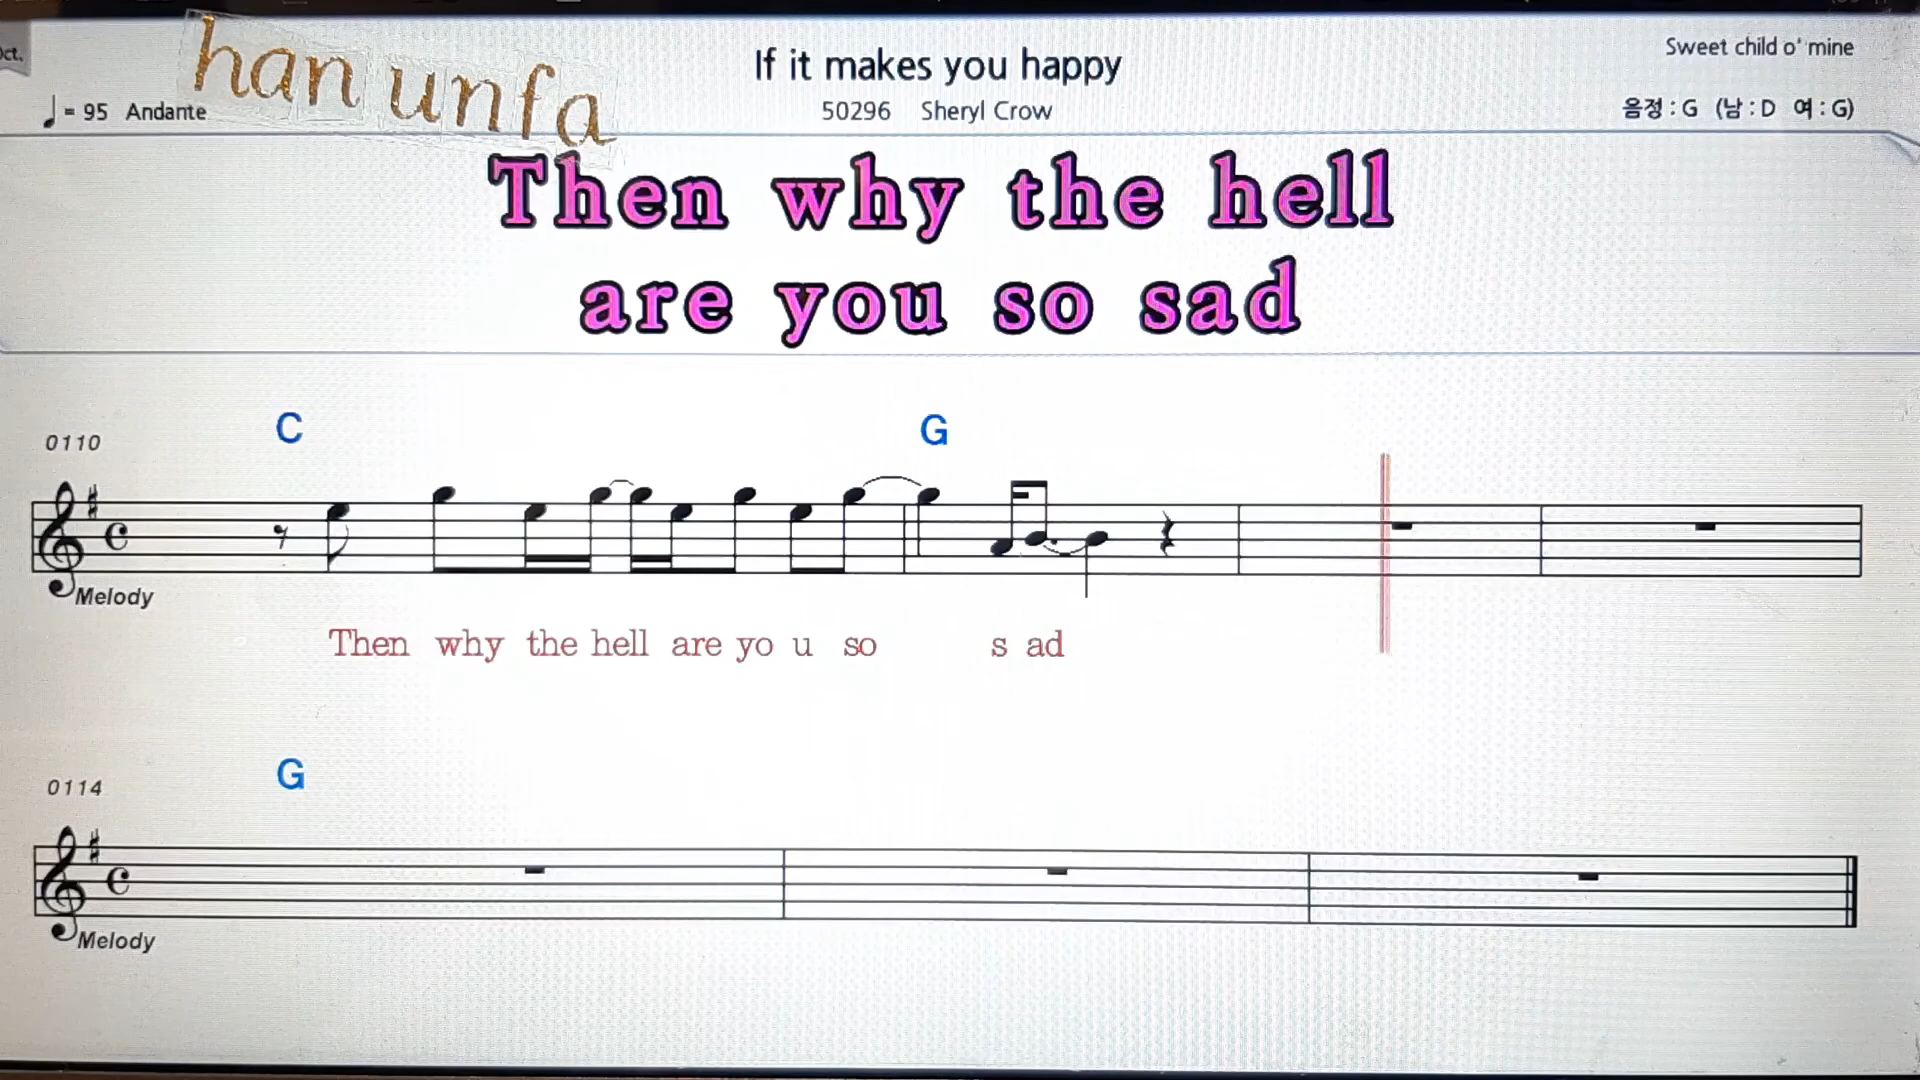 han unfa
If it makes you happy
Sweet child o' mine
= 95 Andante
50296 Sheryl Crow
음정 : G (남 : D 여 : G)
Then why the hell
are you so sad
C G
0110
Melody
Then why the hell are yo u so s ad
G
0114
Melody